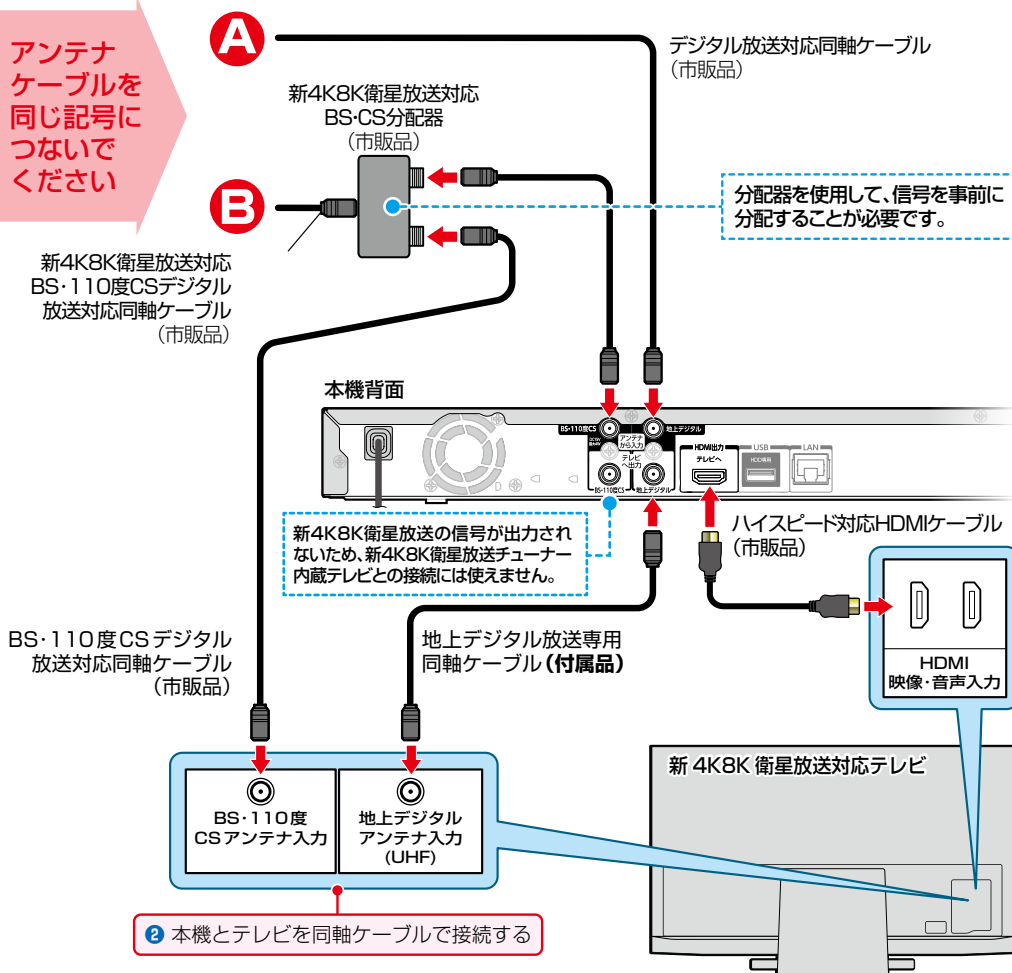 アンテナ
ケーブルを
同じ記号に
つないで
ください
A
デジタル放送対応同軸ケーブル
（市販品）
新4K8K衛星放送対応
BS・CS分配器
（市販品）
B
分配器を使用して、信号を事前に
分配することが必要です。
新4K8K衛星放送対応
BS・110度CSデジタル
放送対応同軸ケーブル
（市販品）
本機背面
BS・110度CS
地上デジタル
アンテナ
から入力
テレビ
へ出力
BS・110度CS
地上デジタル
HDMI出力
テレビへ
USB
HDD専用
LAN
D
新4K8K衛星放送の信号が出力され
ないため、新4K8K衛星放送チューナー
内蔵テレビとの接続には使えません。
ハイスピード対応HDMIケーブル
（市販品）
BS・110度CSデジタル
放送対応同軸ケーブル
（市販品）
地上デジタル放送専用
同軸ケーブル（付属品）
HDMI
映像・音声入力
新4K8K衛星放送対応テレビ
BS・110度
CSアンテナ入力
地上デジタル
アンテナ入力
(UHF)
❷ 本機とテレビを同軸ケーブルで接続する